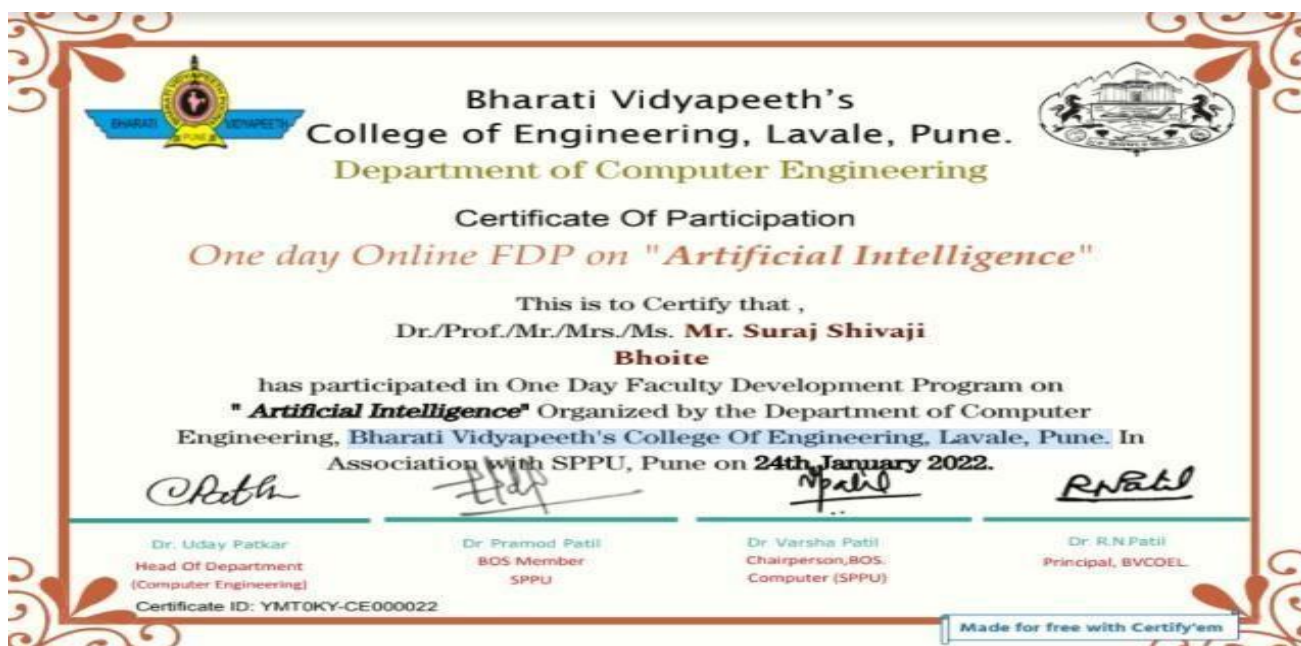 BHARATI VIDYAPEETH
PUNE
Bharati Vidyapeeth's
College of Engineering, Lavale, Pune.
Department of Computer Engineering
Certificate Of Participation
One day Online FDP on "Artificial Intelligence"
This is to Certify that ,
Dr./Prof./Mr./Mrs./Ms. Mr. Suraj Shivaji
Bhoite
has participated in One Day Faculty Development Program on
" Artificial Intelligence" Organized by the Department of Computer
Engineering, Bharati Vidyapeeth's College Of Engineering, Lavale, Pune. In
Association with SPPU, Pune on 24th January 2022.
RNPatil
Dr. Uday Patkar
Head Of Department
(Computer Engineering)
Dr Pramod Patil
BOS Member
SPPU
Dr Varsha Patil
Chairperson,BOS.
Computer (SPPU)
Dr R.N.Patil
Principal, BVCOEL.
Certificate ID: YMT0KY-CE000022
Made for free with Certify'em